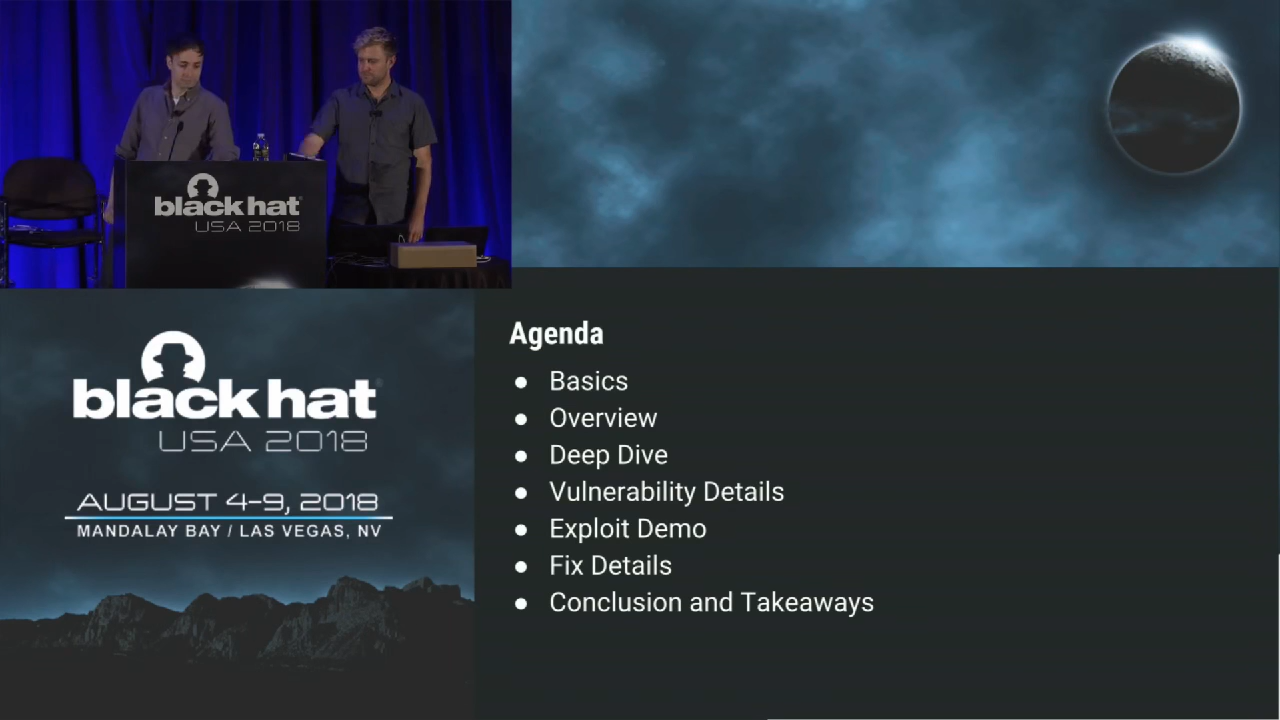 black hat
USA 2018
black hat
USA 2018
AUGUST 4-9, 2018
MANDALAY BAY / LAS VEGAS, NV
Agenda
● Basics
● Overview
● Deep Dive
● Vulnerability Details
● Exploit Demo
● Fix Details
● Conclusion and Takeaways